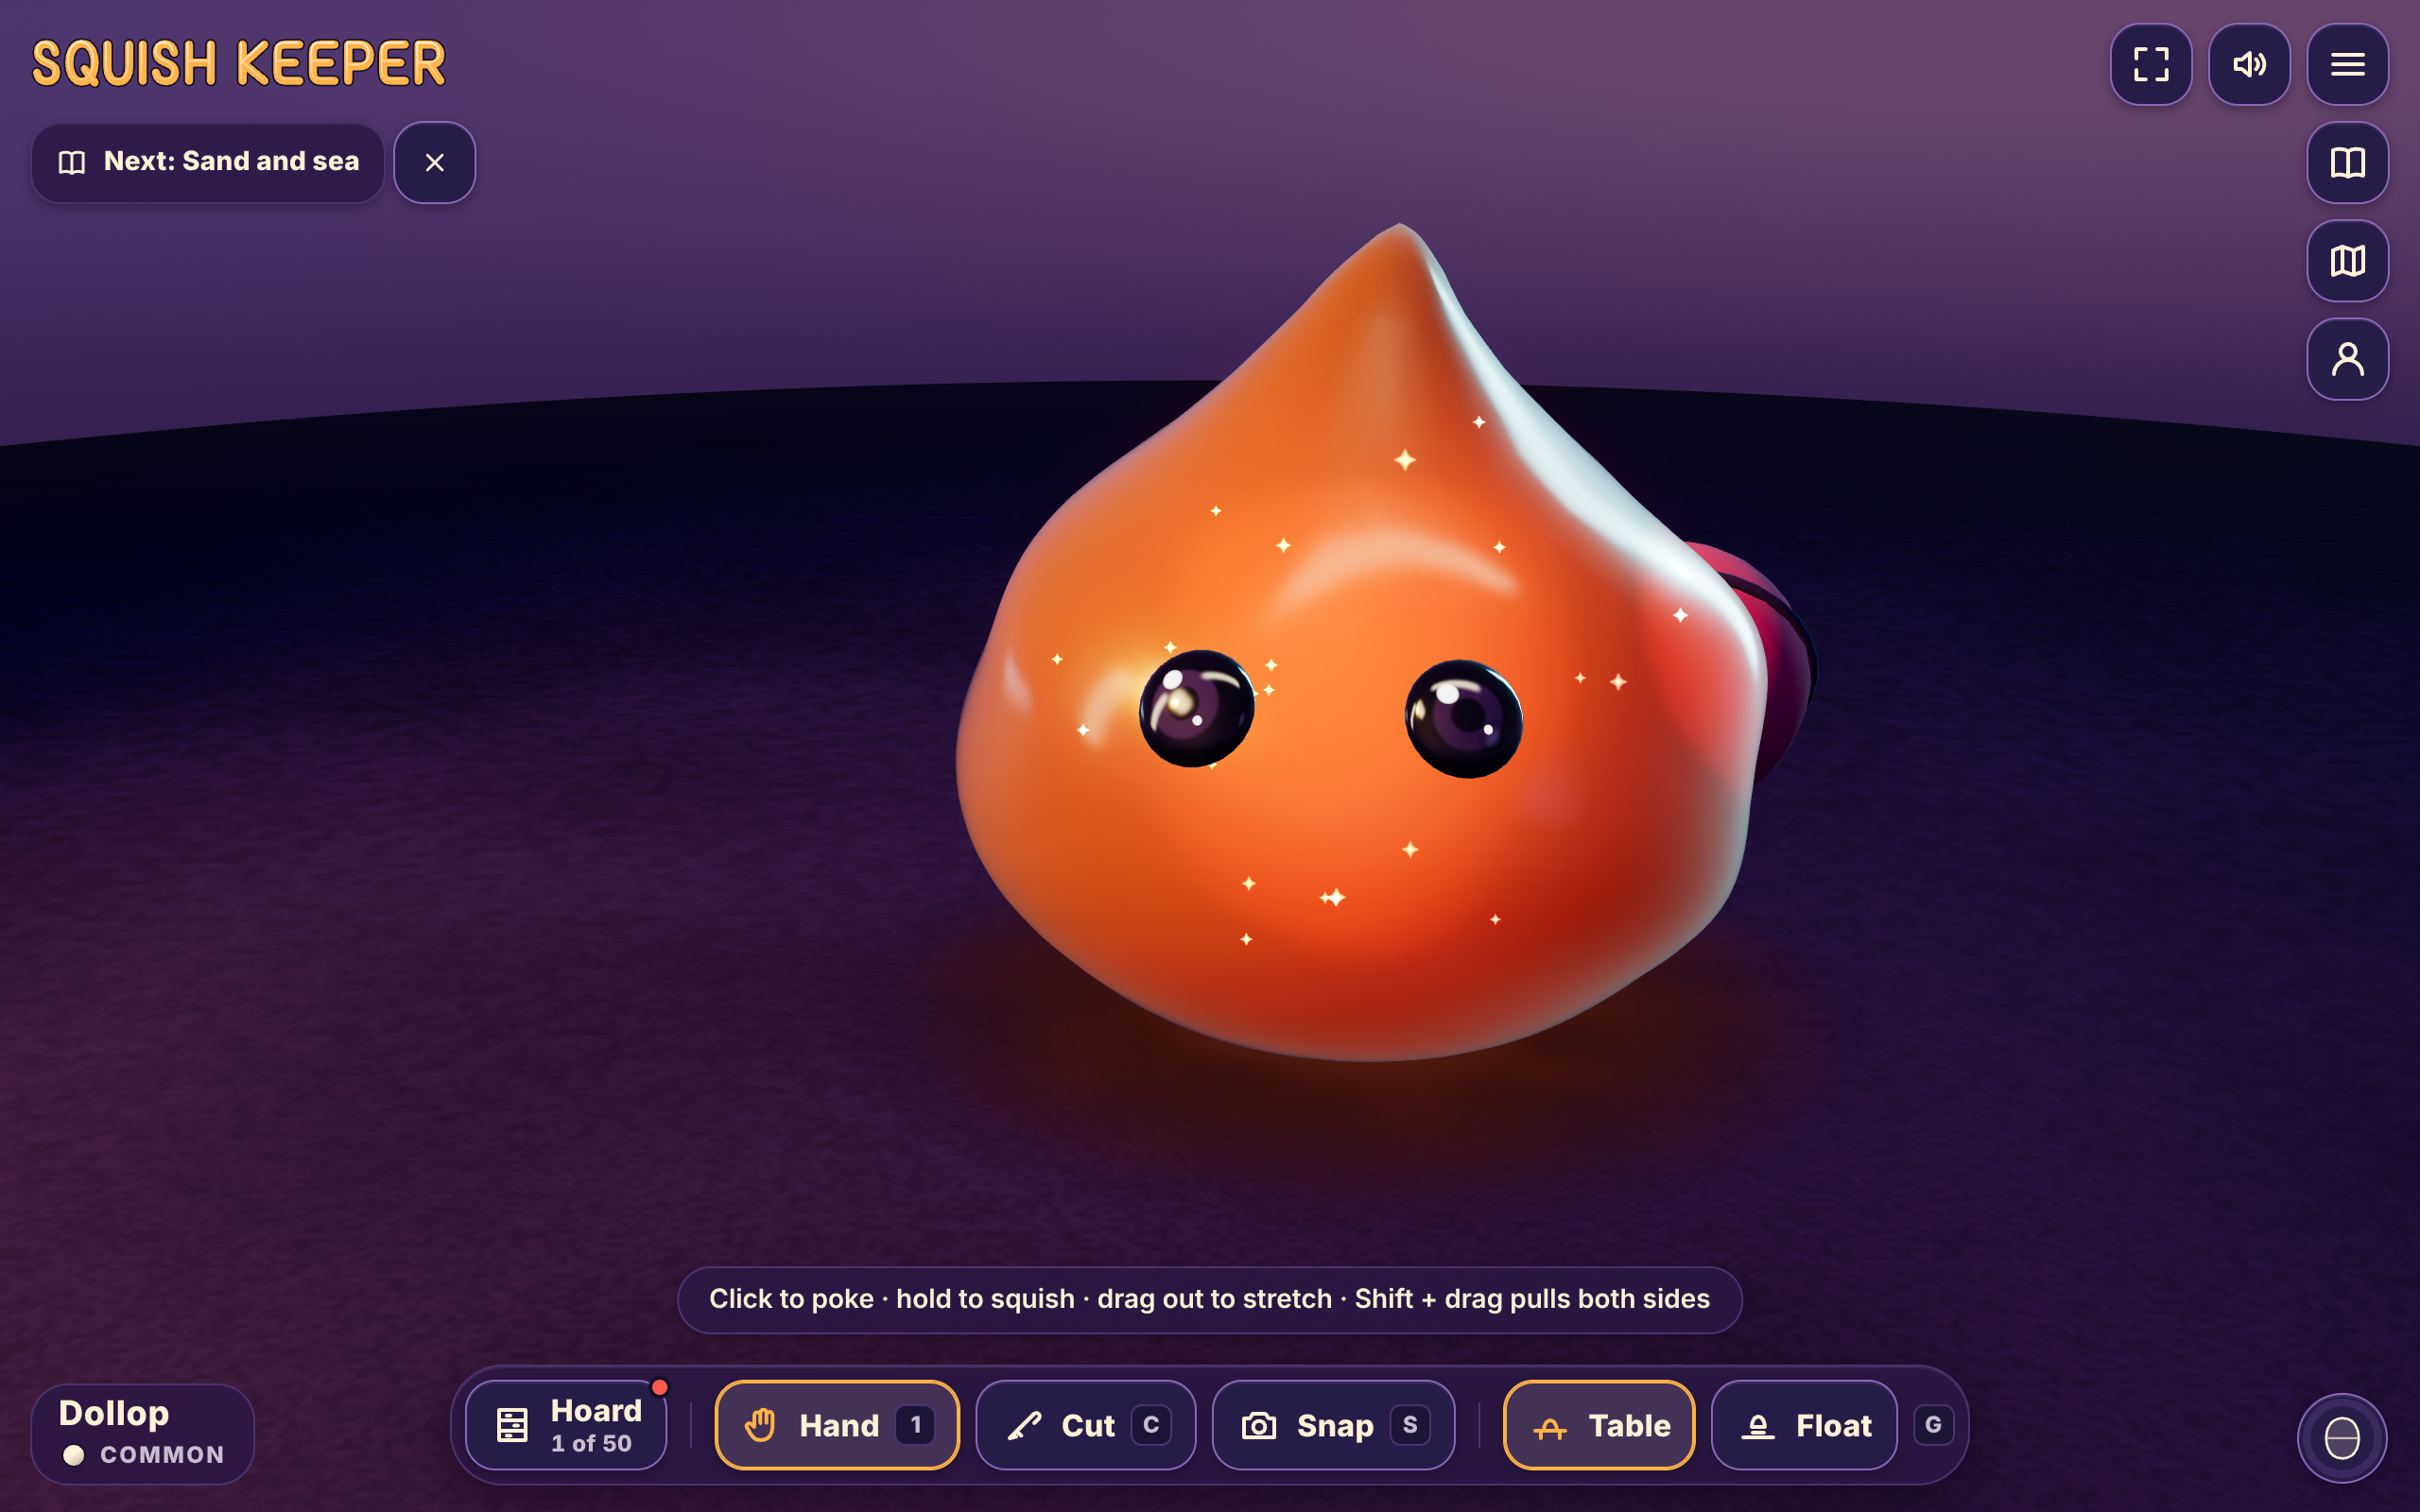 SQUISH KEEPER
Next: Sand and sea
Click to poke · hold to squish · drag out to stretch · Shift + drag pulls both sides
Dollop
COMMON
Hoard
1 of 50
Hand 1
Cut C
Snap S
Table
Float G